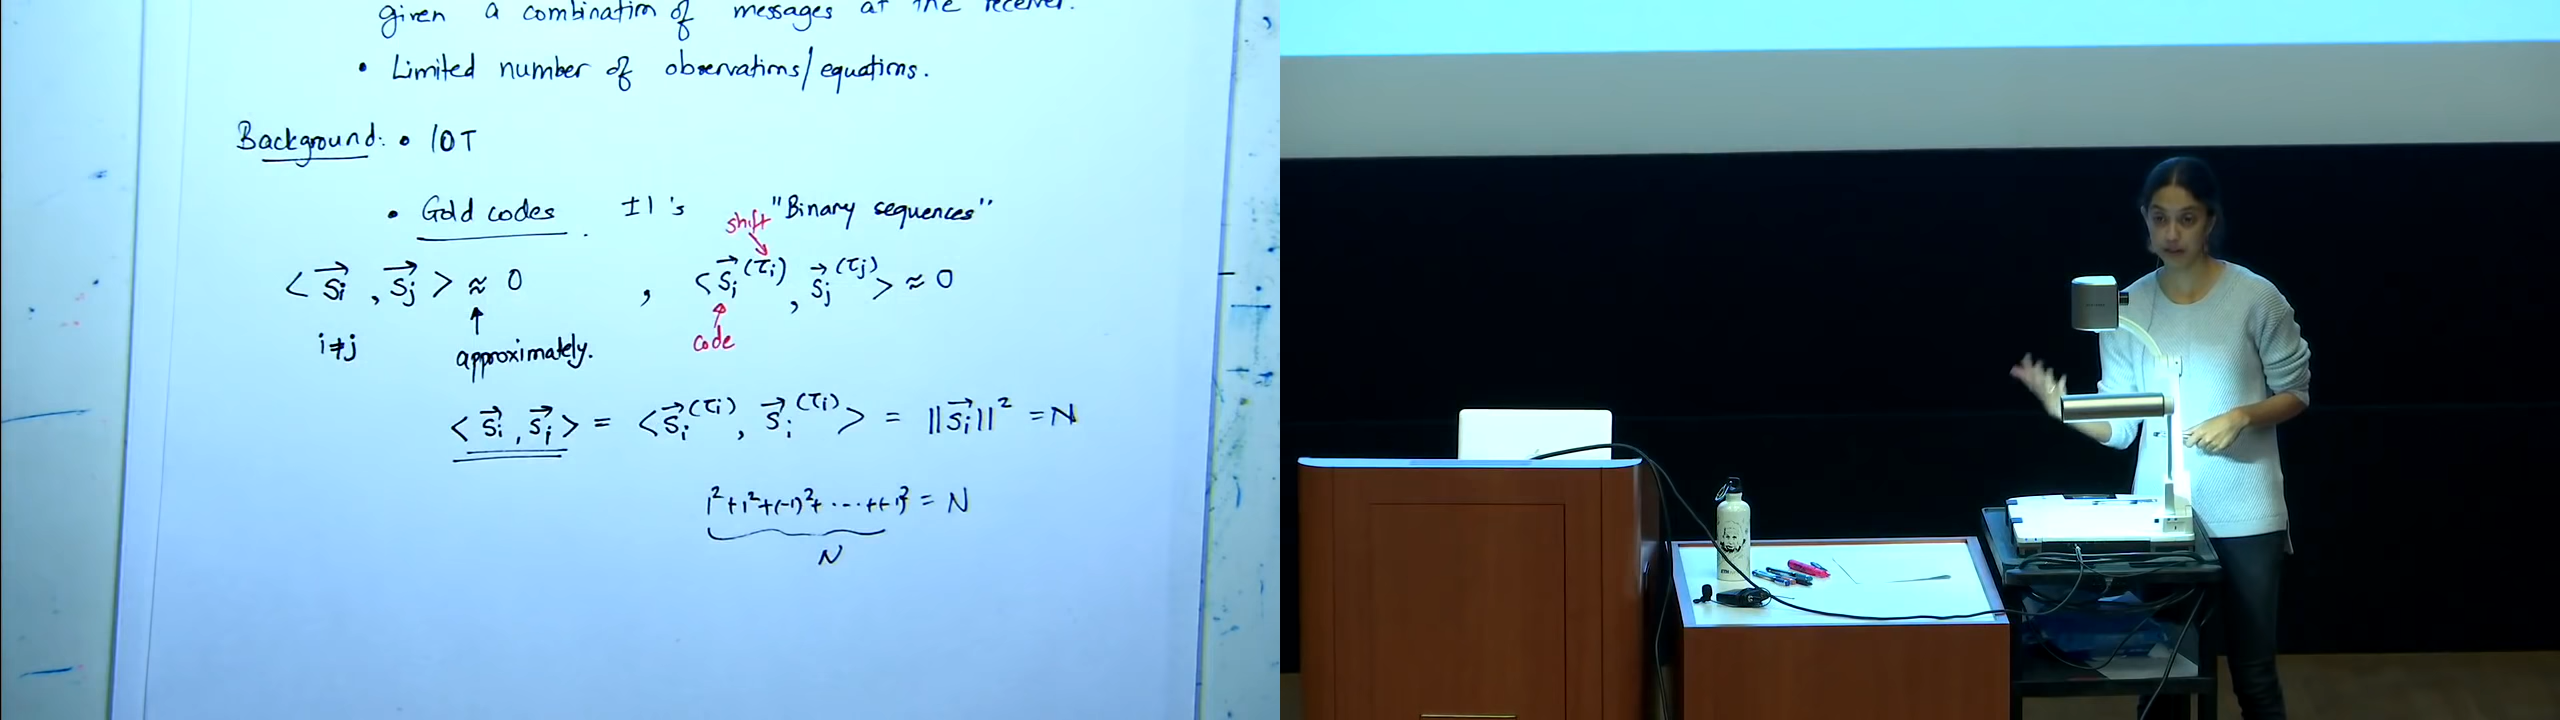 given a combination of messages at the receiver.
• Limited number of observations/equations.
Background: • IOT
• Gold codes ±1's "Binary sequences"
shift
< s⃗i , s⃗j > ≈ 0 , < s⃗i^(τi) , s⃗j^(τj) > ≈ 0
i≠j approximately. code
< s⃗i , s⃗i > = < s⃗i^(τi) , s⃗i^(τi) > = ||s⃗i||² = N
1² + 1² + (-1)² + ····· + (-1)² = N
N